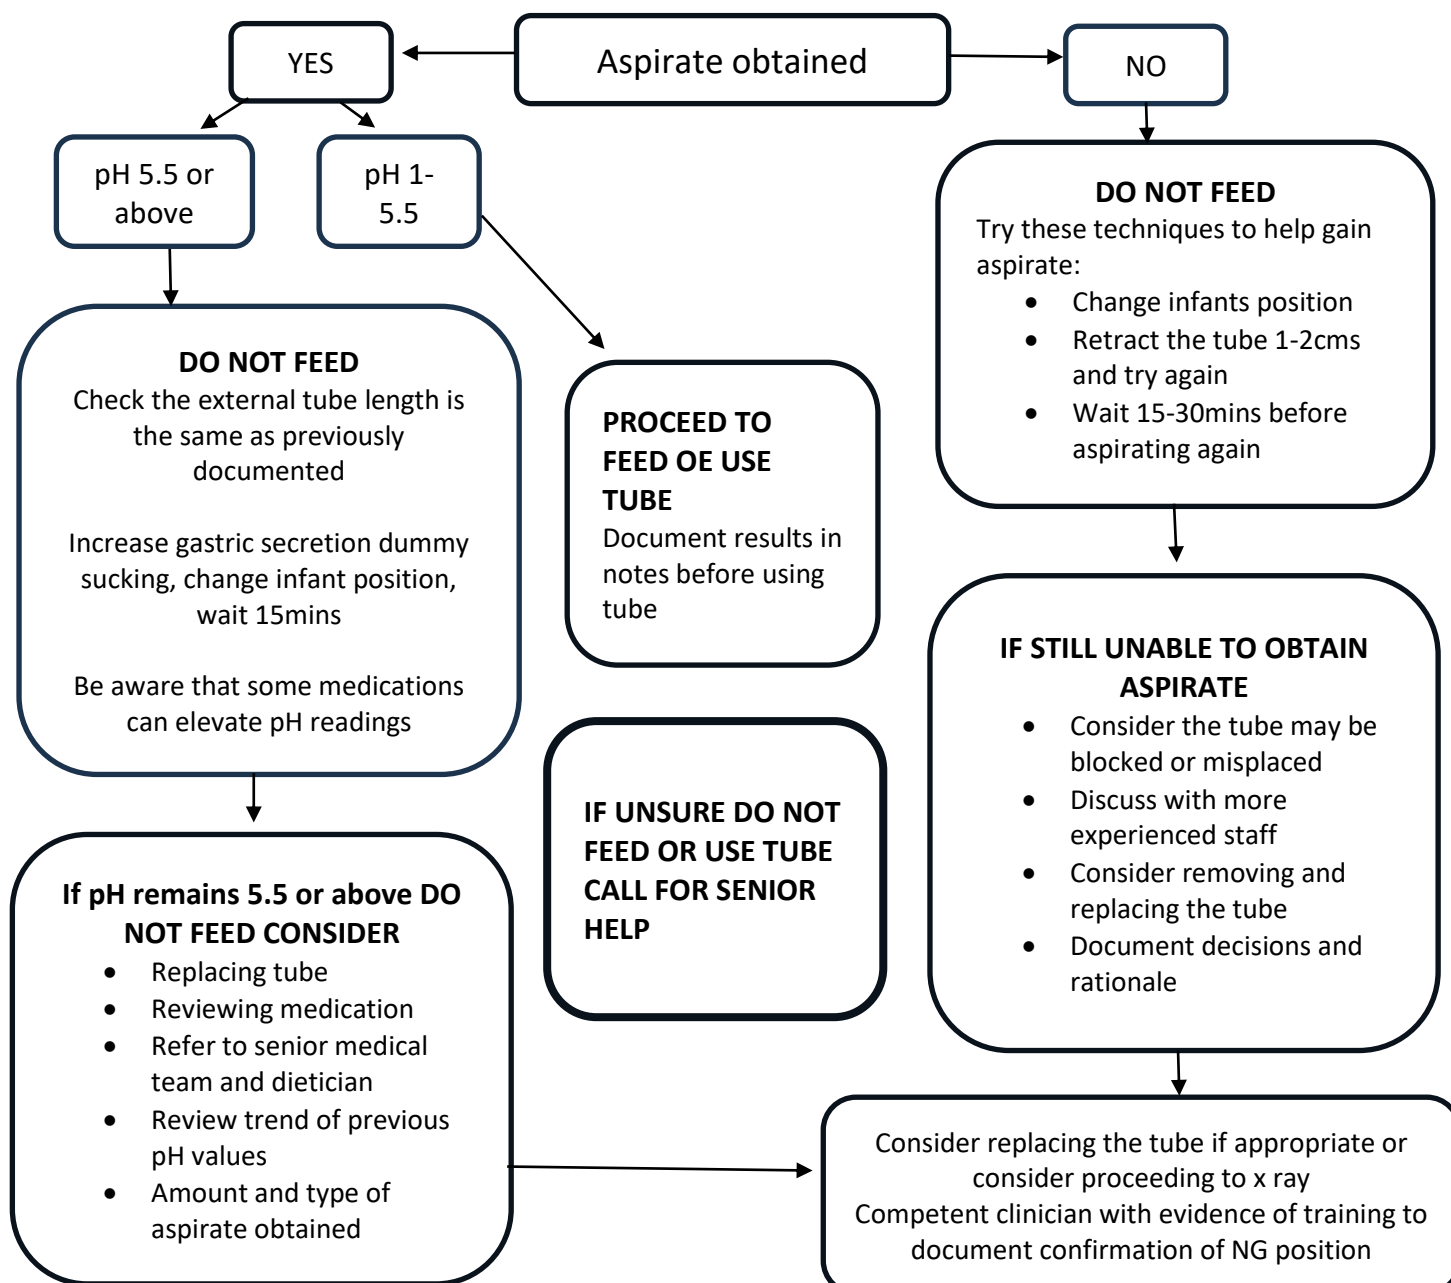 Aspirate obtained
YES
NO
pH 5.5 or
above
pH 1-
5.5
DO NOT FEED
Check the external tube length is
the same as previously
documented
Increase gastric secretion dummy
sucking, change infant position,
wait 15mins
Be aware that some medications
can elevate pH readings
If pH remains 5.5 or above DO
NOT FEED CONSIDER
• Replacing tube
• Reviewing medication
• Refer to senior medical
team and dietician
• Review trend of previous
pH values
• Amount and type of
aspirate obtained
PROCEED TO
FEED OE USE
TUBE
Document results in
notes before using
tube
IF UNSURE DO NOT
FEED OR USE TUBE
CALL FOR SENIOR
HELP
DO NOT FEED
Try these techniques to help gain
aspirate:
• Change infants position
• Retract the tube 1-2cms
and try again
• Wait 15-30mins before
aspirating again
IF STILL UNABLE TO OBTAIN
ASPIRATE
• Consider the tube may be
blocked or misplaced
• Discuss with more
experienced staff
• Consider removing and
replacing the tube
• Document decisions and
rationale
Consider replacing the tube if appropriate or
consider proceeding to x ray
Competent clinician with evidence of training to
document confirmation of NG position